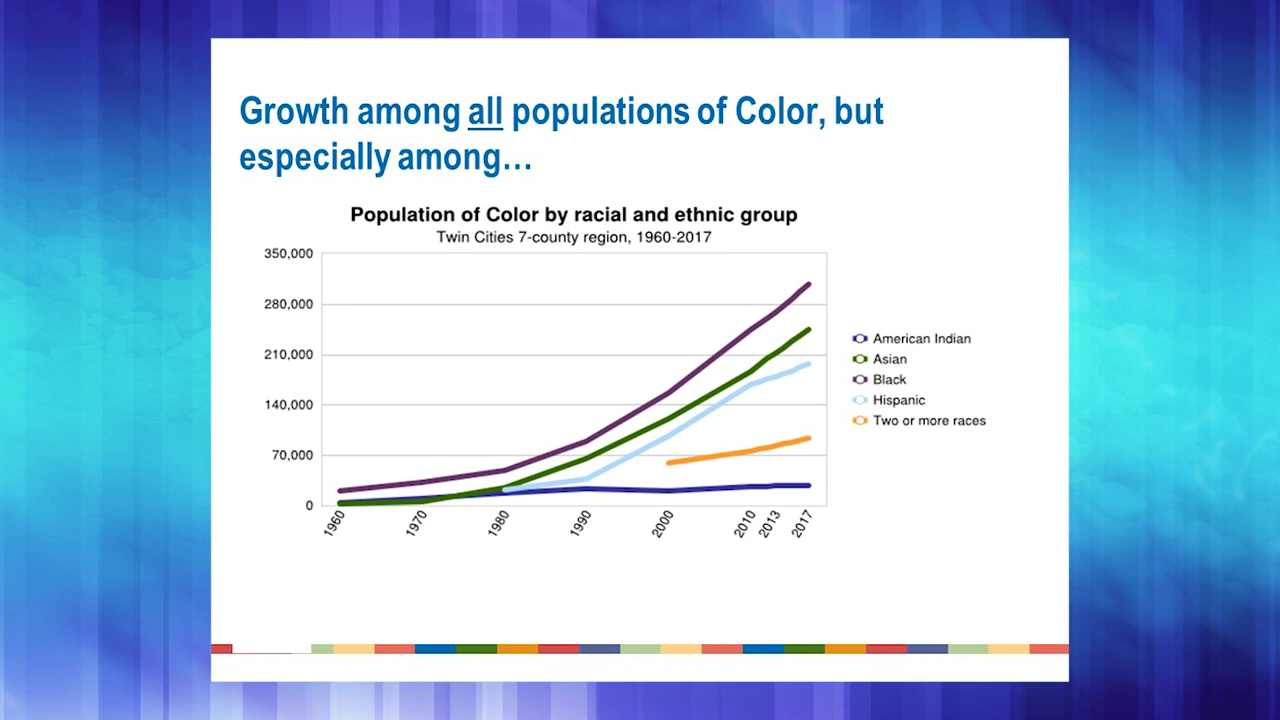 Growth among all populations of Color, but
especially among…
Population of Color by racial and ethnic group
Twin Cities 7-county region, 1960-2017
350,000
280,000
210,000
140,000
70,000
0
1960
1970
1980
1990
2000
2010
2013
2017
American Indian
Asian
Black
Hispanic
Two or more races